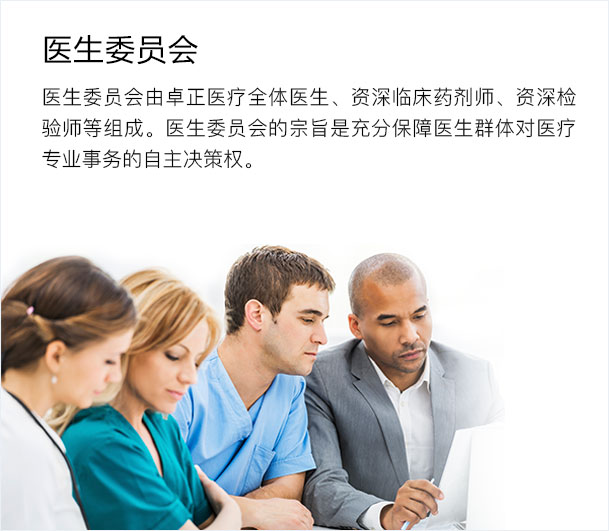 医生委员会
医生委员会由卓正医疗全体医生、资深临床药剂师、资深检
验师等组成。医生委员会的宗旨是充分保障医生群体对医疗
专业事务的自主决策权。